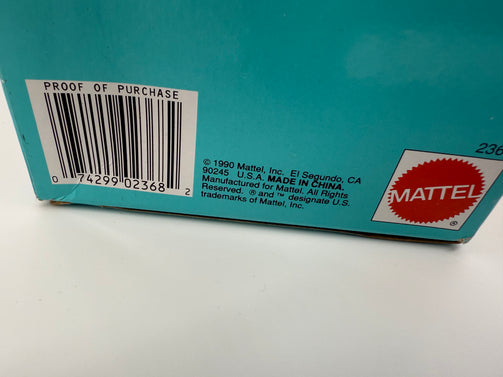 PROOF OF PURCHASE
0 74299 02368 2
© 1990 Mattel, Inc. El Segundo, CA
90245 U.S.A. MADE IN CHINA.
Manufactured for Mattel. All Rights
Reserved. ® and ™ designate U.S.
trademarks of Mattel, Inc.
236
MATTEL
®